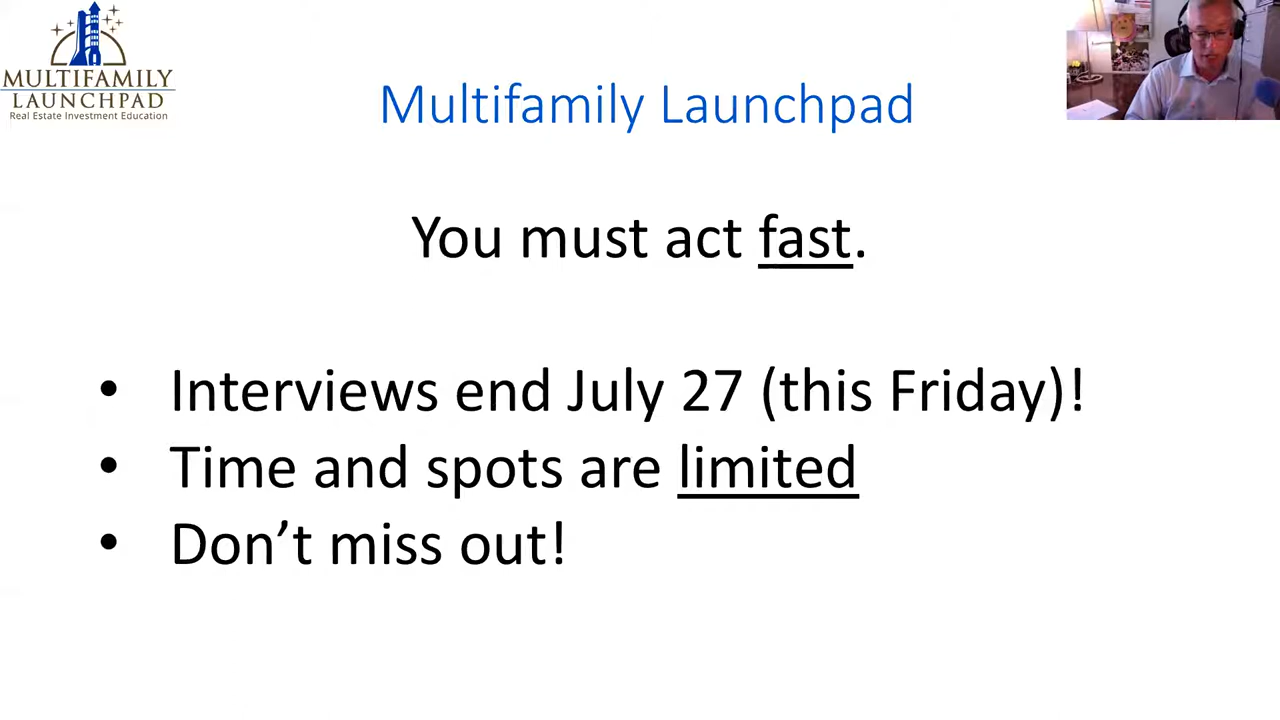 MULTIFAMILY
LAUNCHPAD
Real Estate Investment Education
Multifamily Launchpad
You must act fast.
• Interviews end July 27 (this Friday)!
• Time and spots are limited
• Don’t miss out!